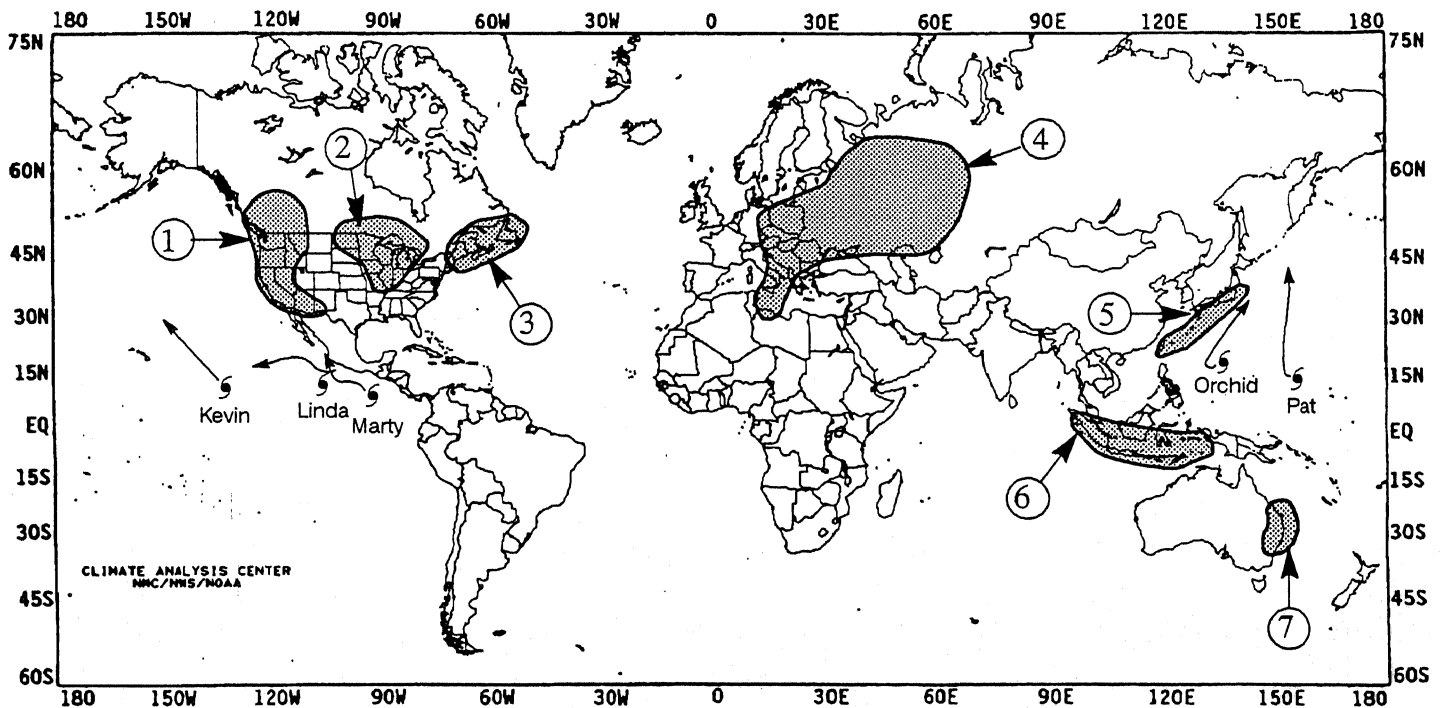 180 150W 120W 90W 60W 0 30E 60E 90E 120E 150E 180
75N 75N
2
4
60N 60N
1
45N 45N
3
5
30N 30N
15N 15N
Kevin Linda Marty Orchid Pat
EQ EQ
6
15S 15S
30S 30S
CLIMATE ANALYSIS CENTER
NMC/NWS/NOAA
45S 45S
7
60S 60S
180 150W 120W 90W 60W 30W 0 30E 60E 90E 120E 150E 180